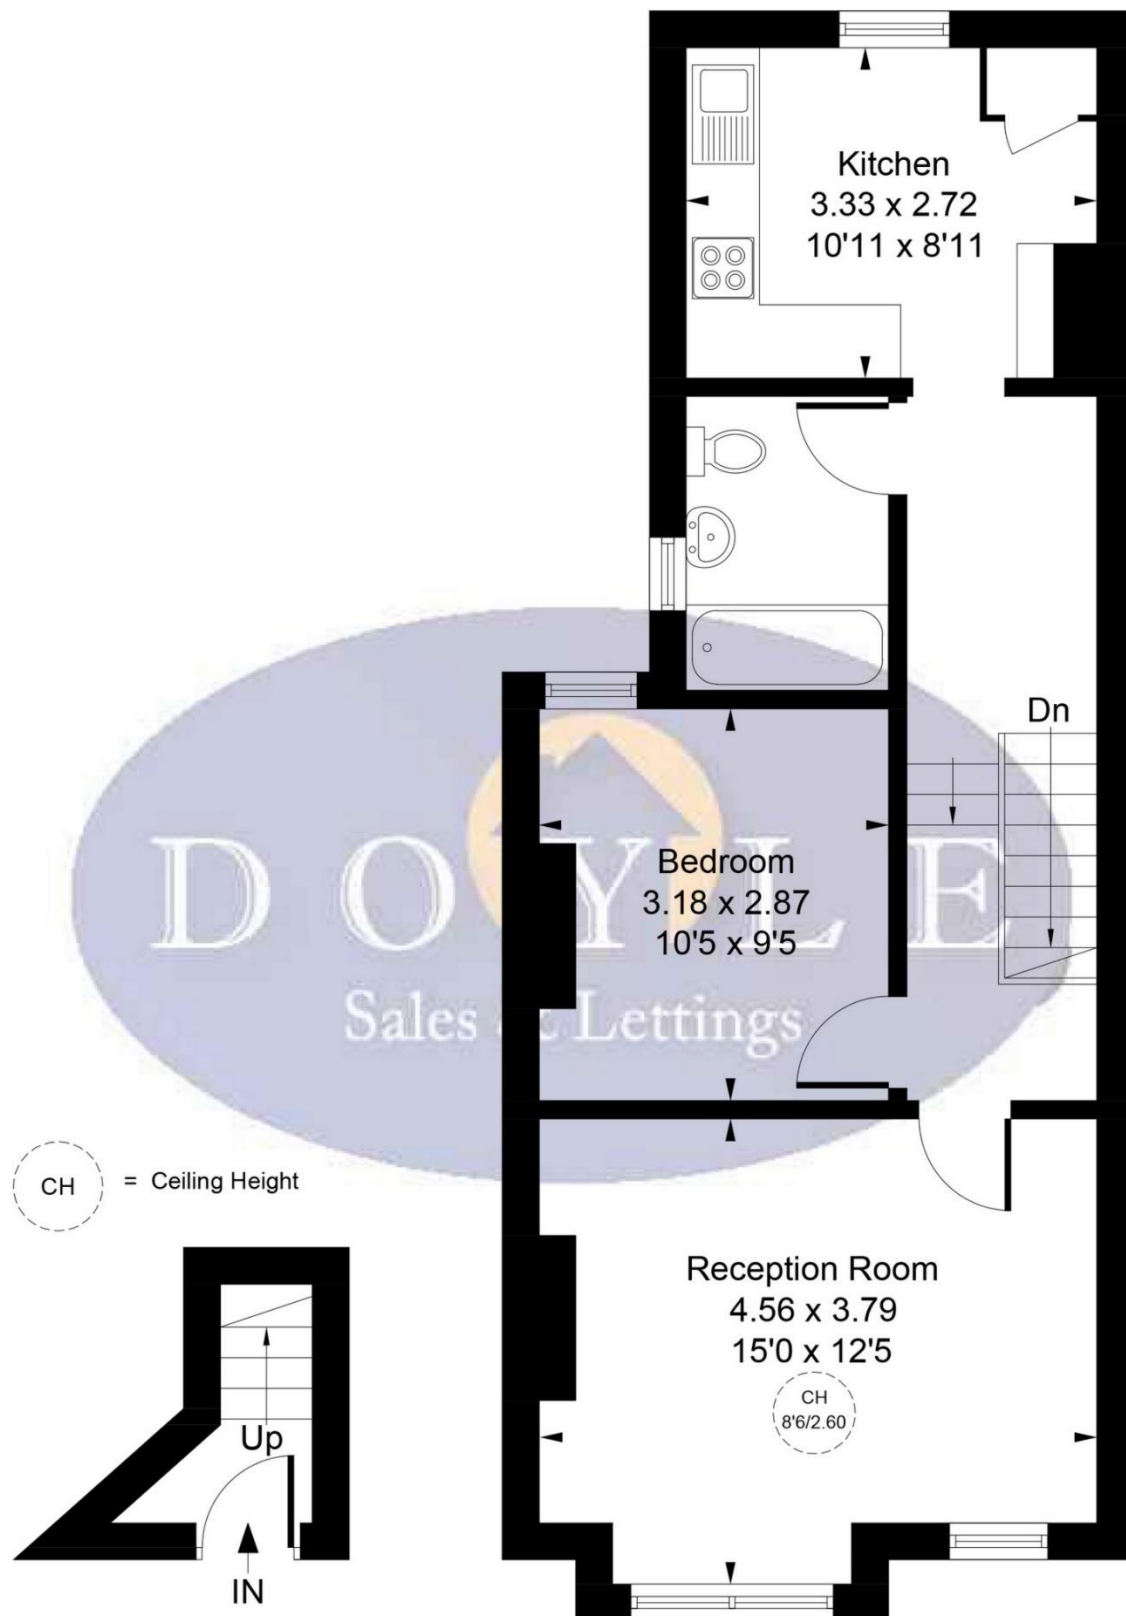 Kitchen
3.33 x 2.72
10'11 x 8'11
Dn
DOYLE
Sales & Lettings
Bedroom
3.18 x 2.87
10'5 x 9'5
CH = Ceiling Height
Reception Room
4.56 x 3.79
15'0 x 12'5
CH
8'6/2.60
Up
IN